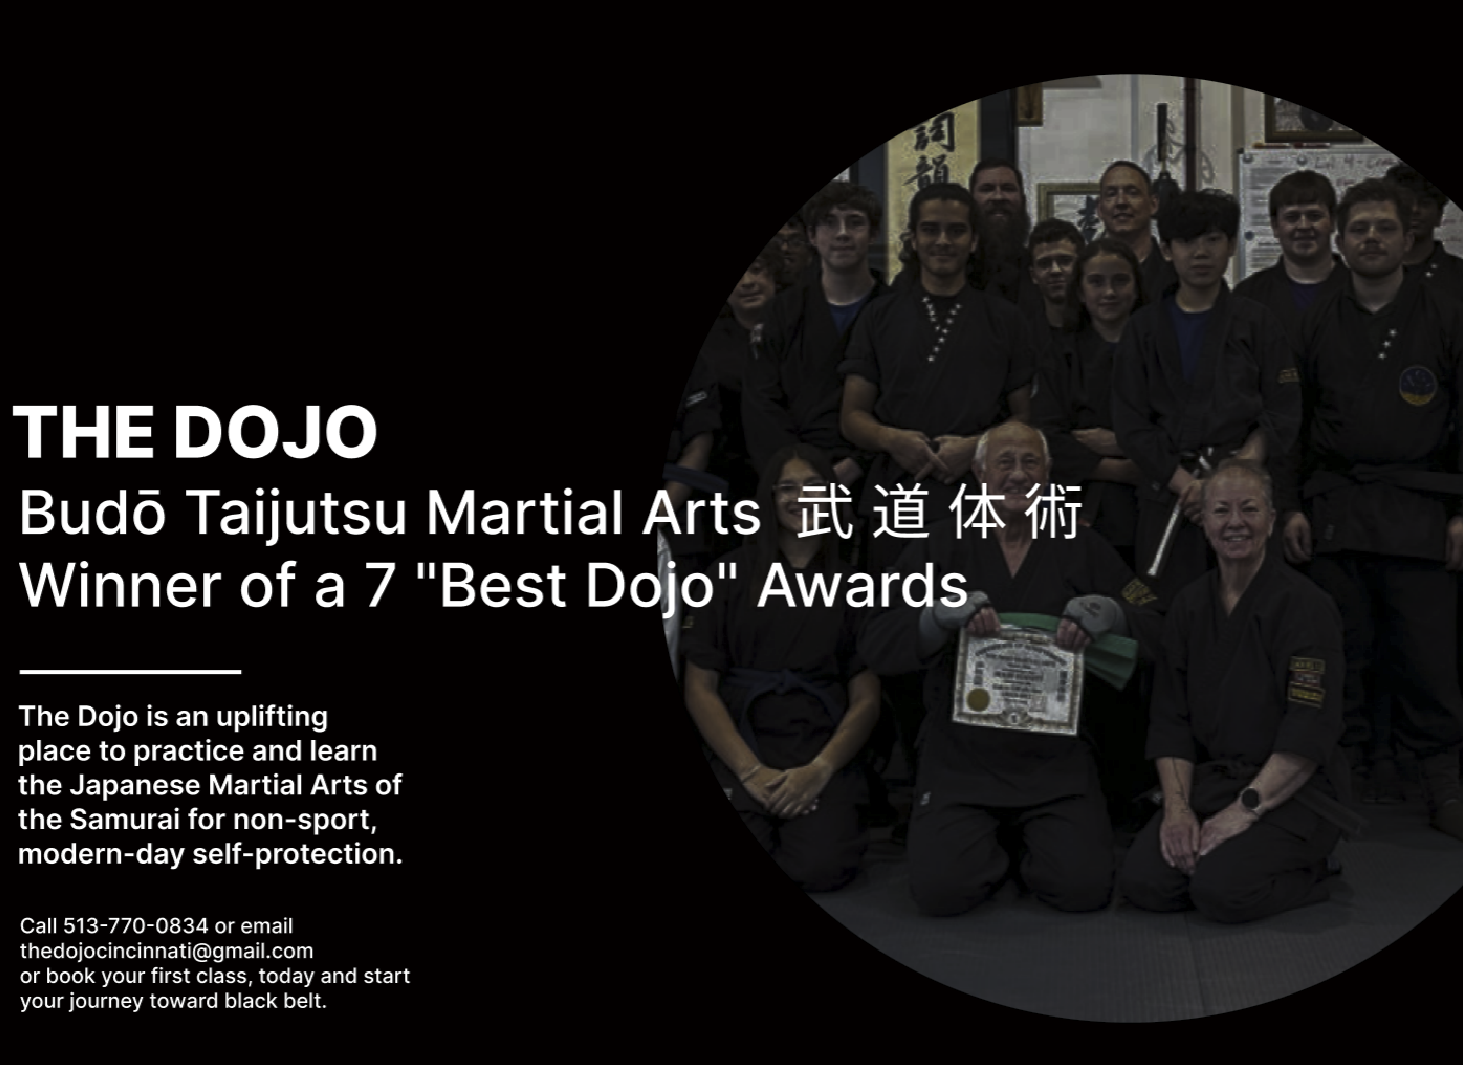 THE DOJO
Budō Taijutsu Martial Arts 武道体術
Winner of a 7 "Best Dojo" Awards
The Dojo is an uplifting
place to practice and learn
the Japanese Martial Arts of
the Samurai for non-sport,
modern-day self-protection.
Call 513-770-0834 or email
thedojocincinnati@gmail.com
or book your first class, today and start
your journey toward black belt.